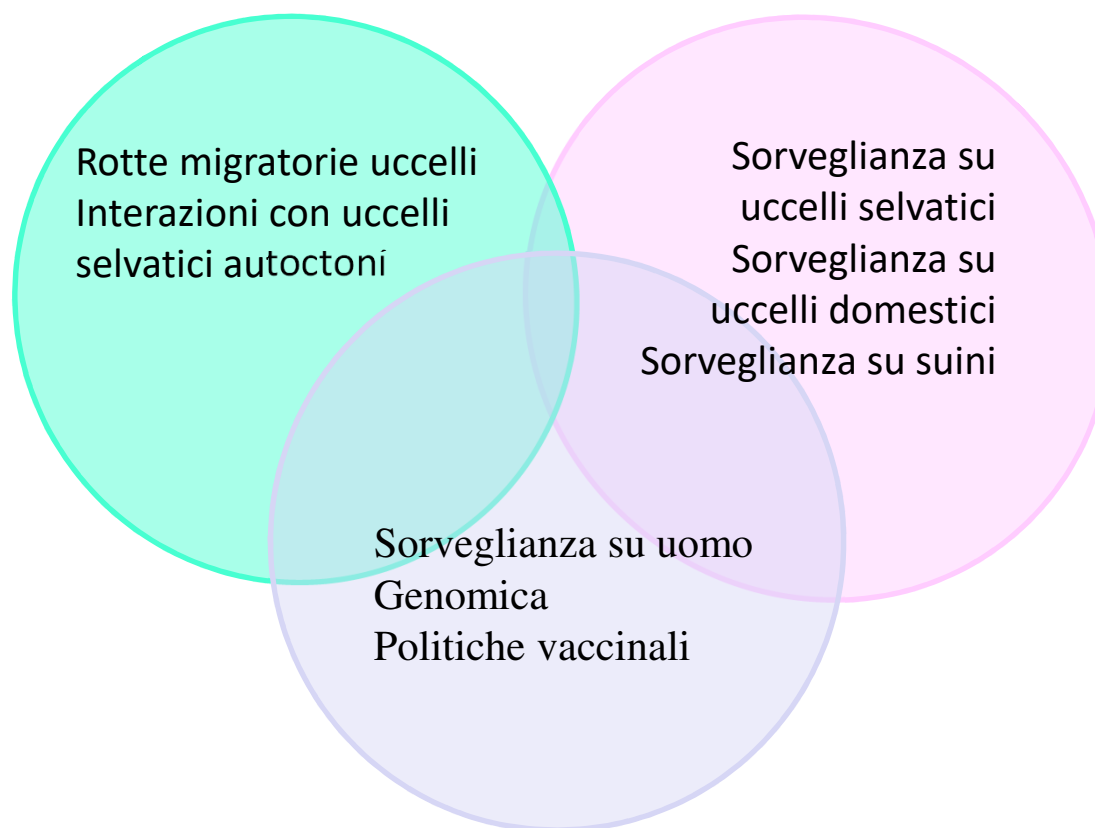 Rotte migratorie uccelli
Interazioni con uccelli
selvatici autoctoni
Sorveglianza su
uccelli selvatici
Sorveglianza su
uccelli domestici
Sorveglianza su suini
Sorveglianza su uomo
Genomica
Politiche vaccinali